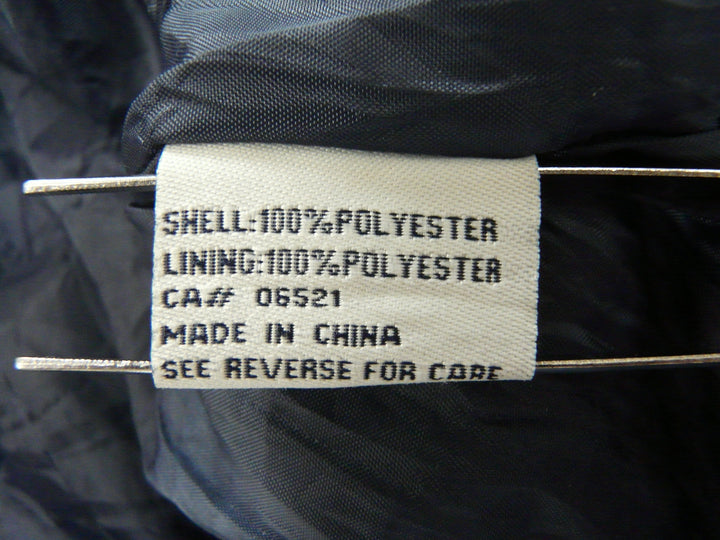 SHELL:100%POLYESTER
LINING:100%POLYESTER
CA# 06521
MADE IN CHINA
SEE REVERSE FOR CARE